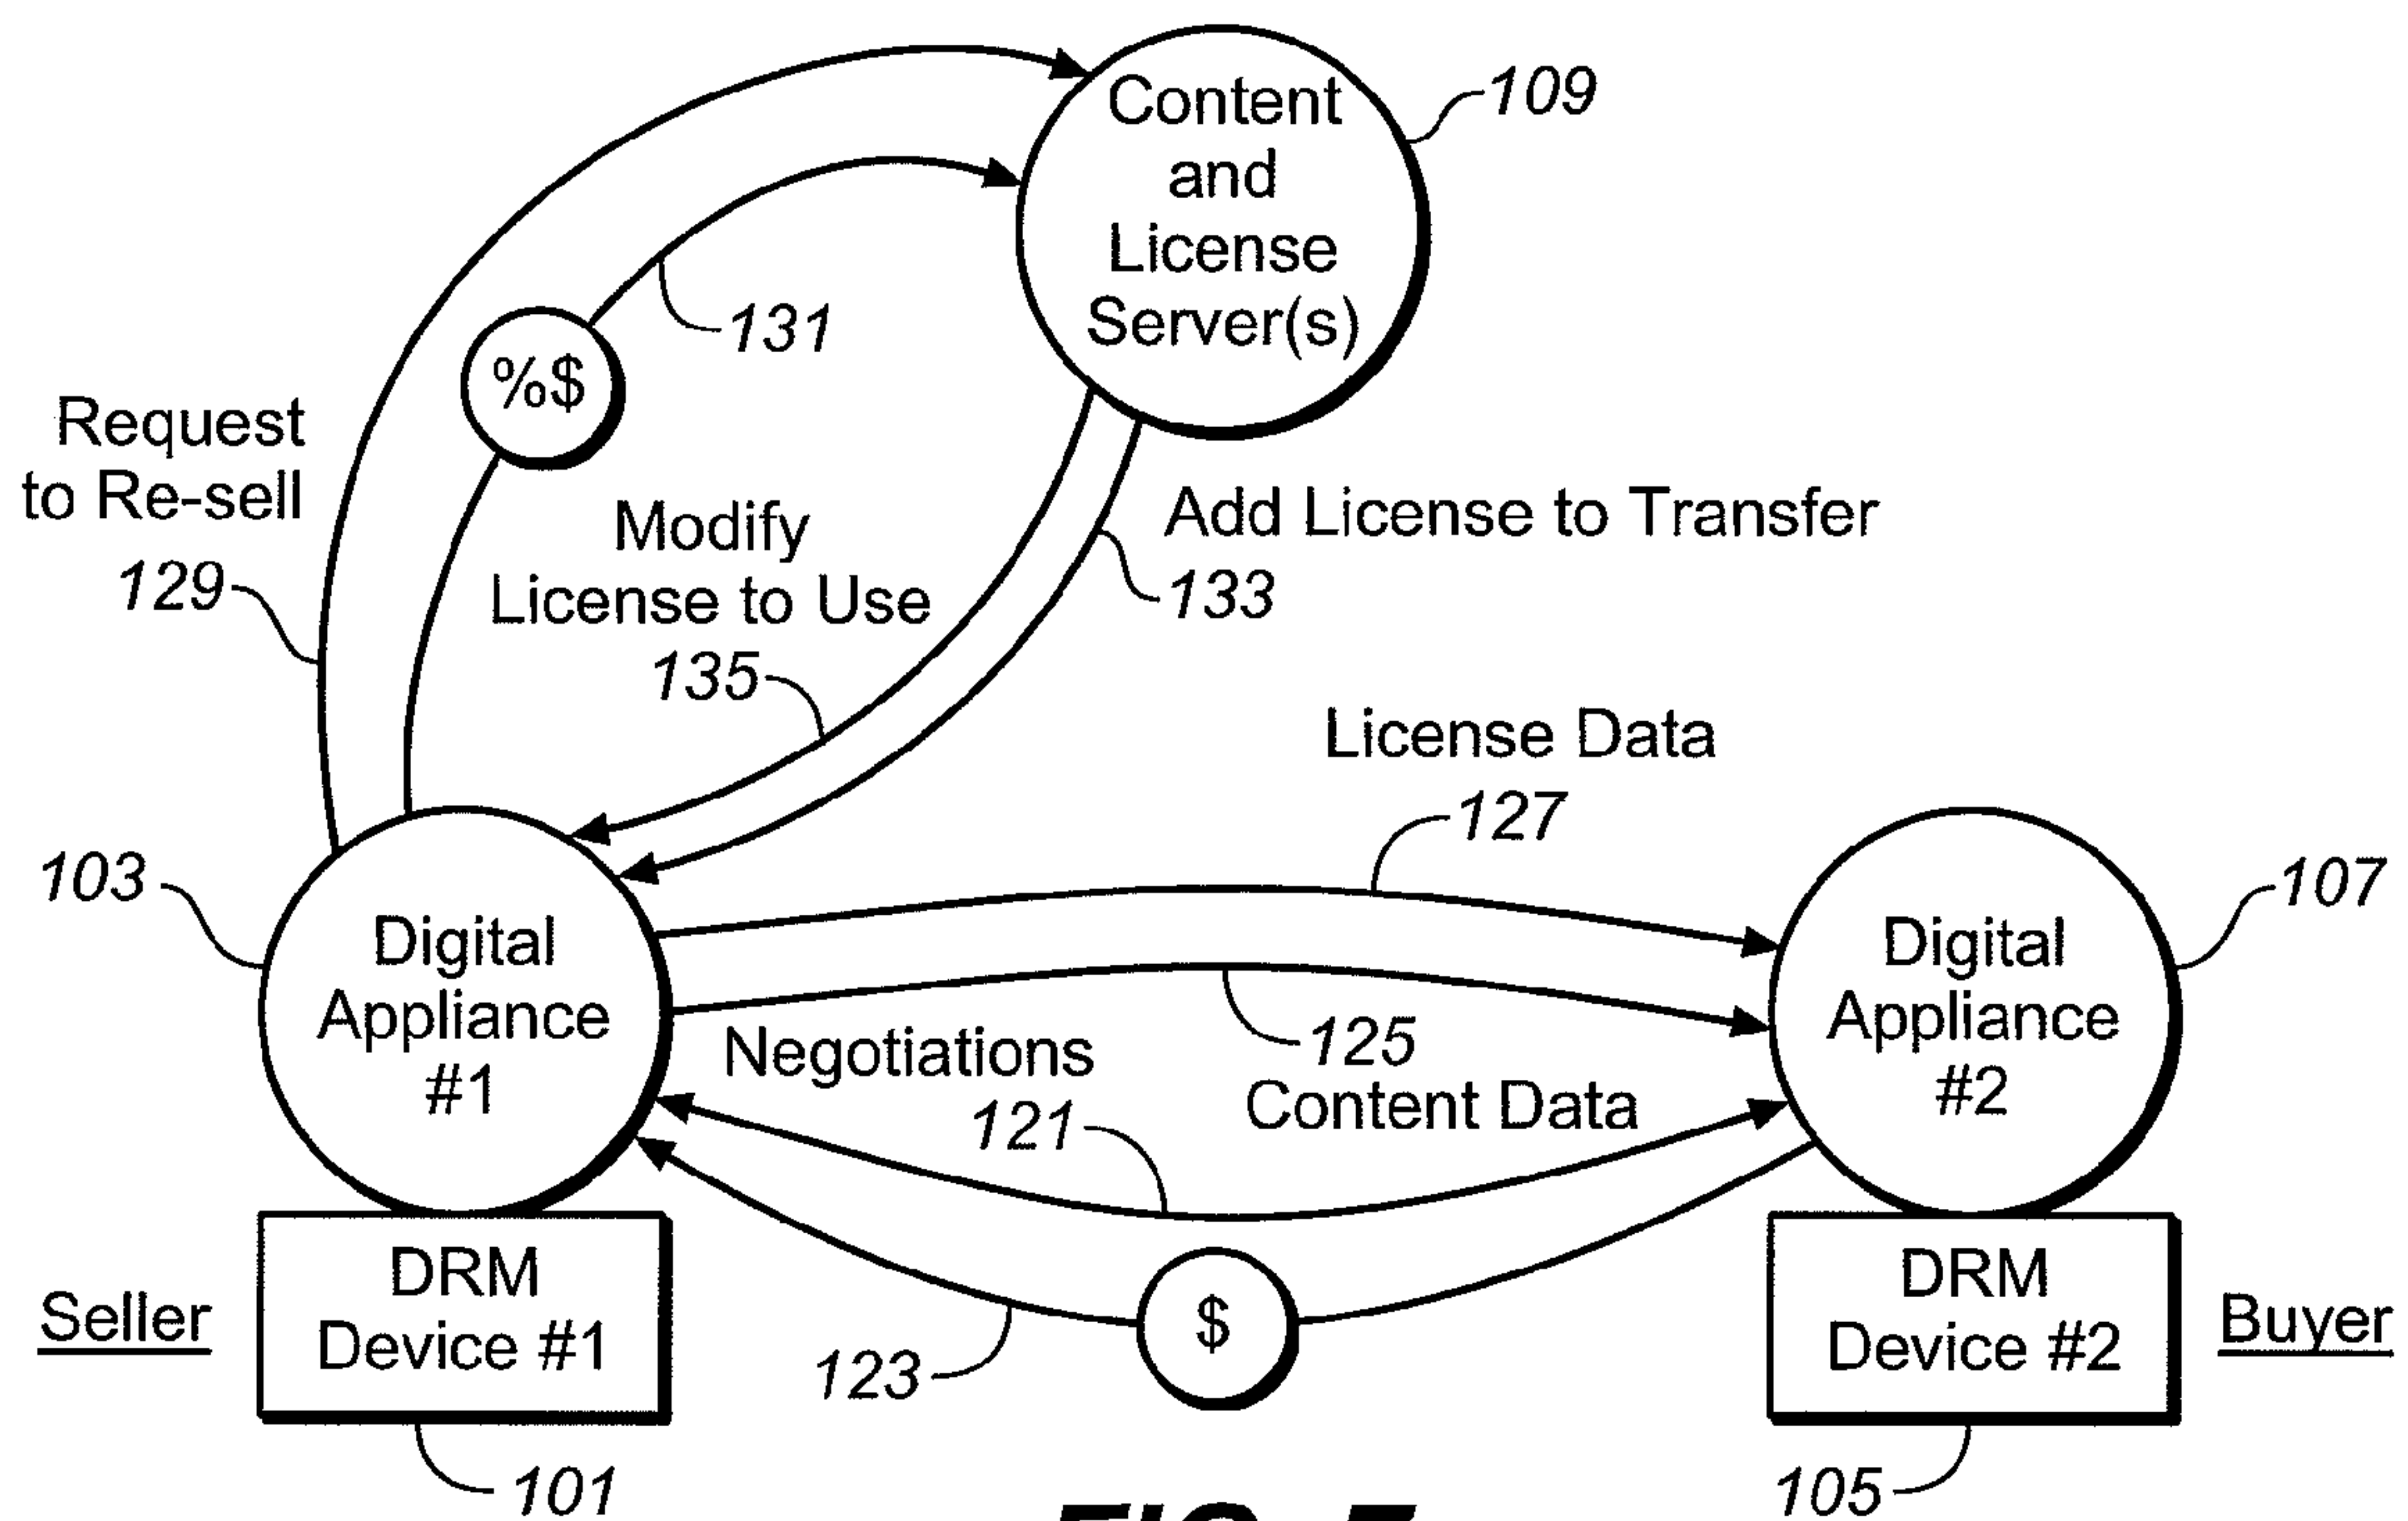 Content
and
License
Server(s)
109
131
%$
Request
to Re-sell
129
Modify
License to Use
135
Add License to Transfer
133
License Data
127
103
Digital
Appliance
#1
107
Digital
Appliance
#2
Negotiations
121
125
Content Data
Seller
DRM
Device #1
123
$
DRM
Device #2
Buyer
101
105